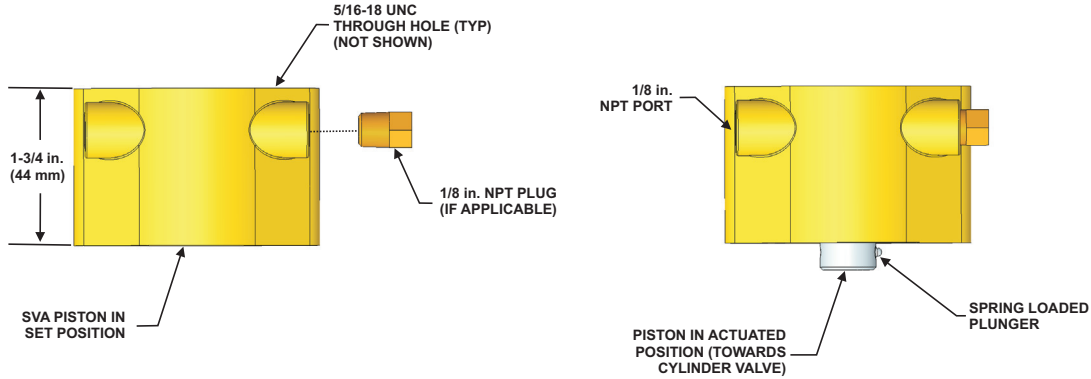 5/16-18 UNC
THROUGH HOLE (TYP)
(NOT SHOWN)
1-3/4 in.
(44 mm)
1/8 in. NPT PLUG
(IF APPLICABLE)
SVA PISTON IN
SET POSITION
1/8 in.
NPT PORT
SPRING LOADED
PLUNGER
PISTON IN ACTUATED
POSITION (TOWARDS
CYLINDER VALVE)